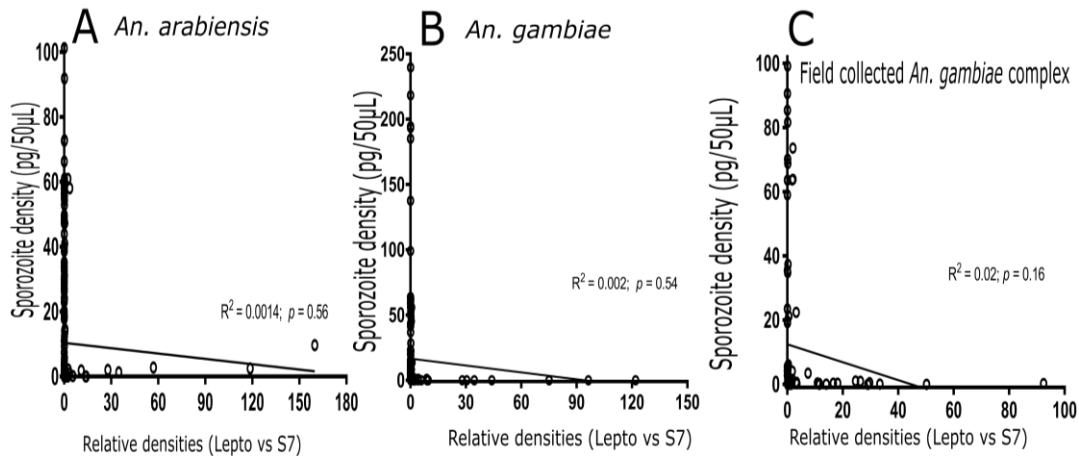 A An. arabiensis
Sporozoite density (pg/50µL)
100
80
60
40
20
0
R² = 0.0014; p = 0.56
0 30 60 90 120 150 180
Relative densities (Lepto vs S7)
B An. gambiae
Sporozoite density (pg/50µL)
250
200
150
100
50
0
R² = 0.002; p = 0.54
0 30 60 90 120 150
Relative densities (Lepto vs S7)
C
Field collected An. gambiae complex
Sporozoite density (pg/50µL)
100
80
60
40
20
0
R² = 0.02; p = 0.16
0 20 40 60 80 100
Relative densities (Lepto vs S7)